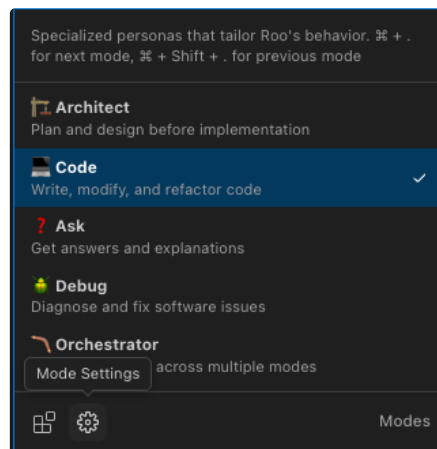 Specialized personas that tailor Roo's behavior. ⌘ + .
for next mode, ⌘ + Shift + . for previous mode
Architect
Plan and design before implementation
Code
Write, modify, and refactor code
Ask
Get answers and explanations
Debug
Diagnose and fix software issues
Orchestrator
across multiple modes
Mode Settings
Modes